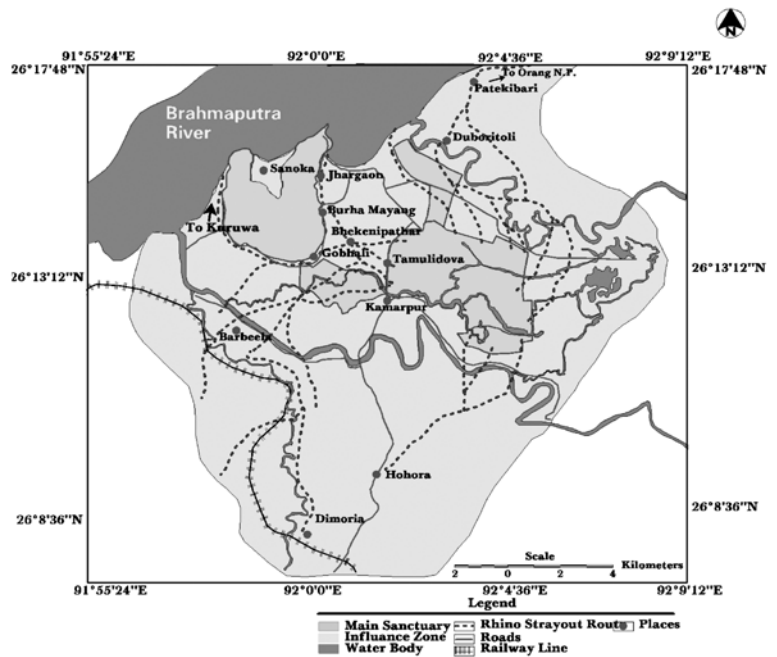 N
91°55'24''E 92°0'0''E 92°4'36''E 92°9'12''E
26°17'48''N 26°17'48''N
To Orang N.P.
Patekibari
Brahmaputra
River
Duboritoli
Sanoka
Jhargaon
Burha Mayang
To Kuruwa
Bhekenipathar
Gobhali
Tamulidova
26°13'12''N 26°13'12''N
Kamarpur
Barbeela
Hohora
26°8'36''N 26°8'36''N
Dimoria
Scale
2 0 2 4 Kilometers
91°55'24''E 92°0'0''E 92°4'36''E 92°9'12''E
Legend
Main Sanctuary Rhino Strayout Route Places
Influance Zone Roads
Water Body Railway Line